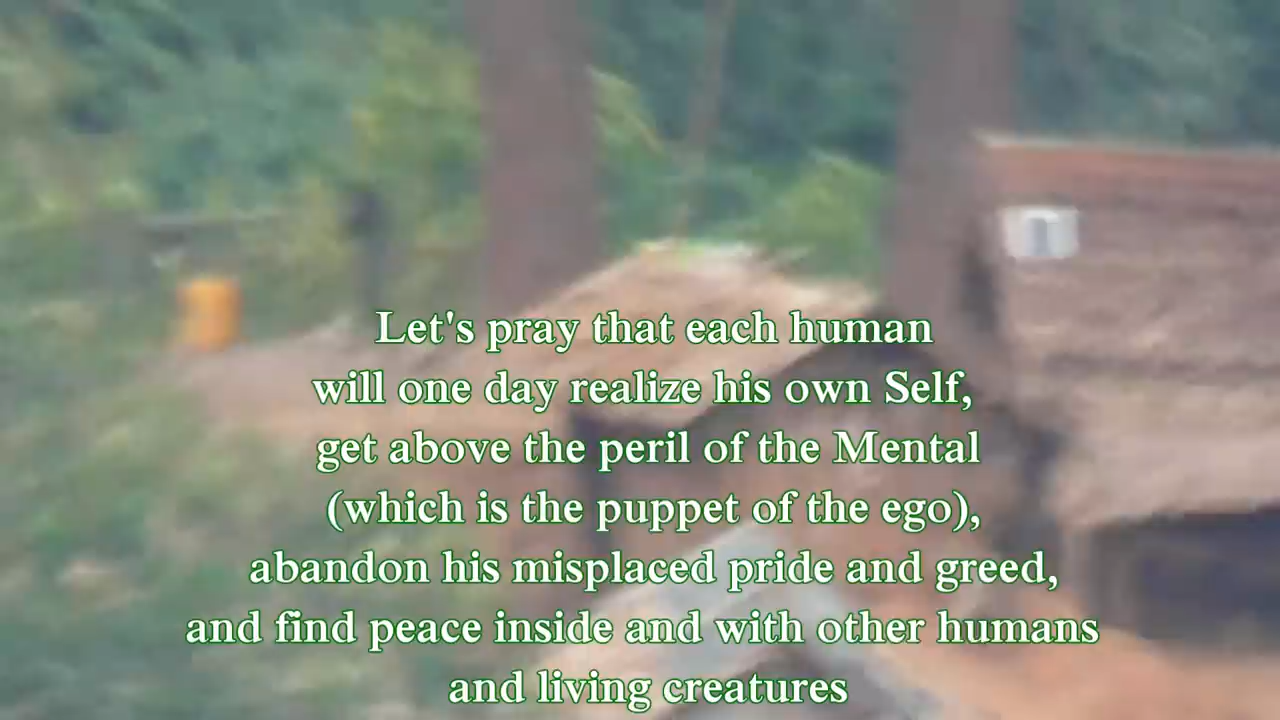 Let's pray that each human
will one day realize his own Self,
get above the peril of the Mental
(which is the puppet of the ego),
abandon his misplaced pride and greed,
and find peace inside and with other humans
and living creatures